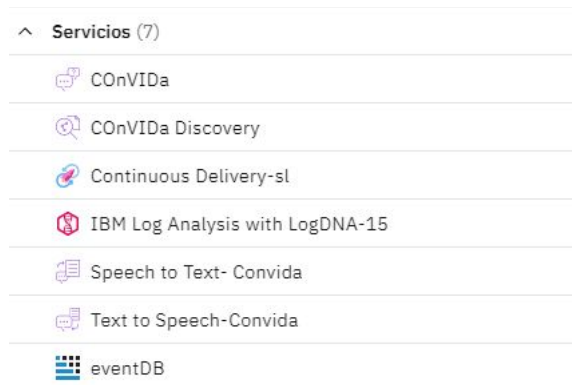 Servicios (7)
COnVIDa
COnVIDa Discovery
Continuous Delivery-sl
IBM Log Analysis with LogDNA-15
Speech to Text- Convida
Text to Speech-Convida
eventDB